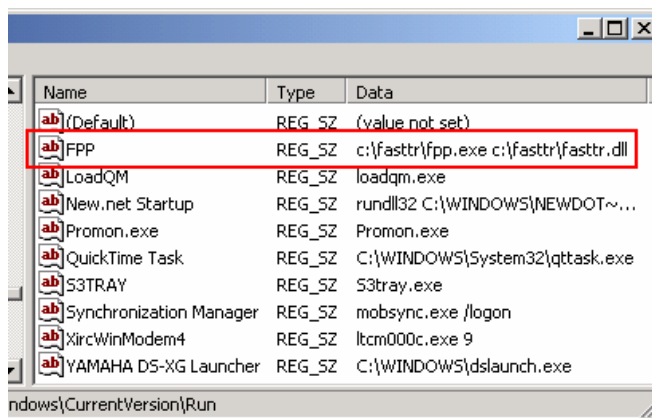 Name Type Data
(Default) REG_SZ (value not set)
FPP REG_SZ c:\fasttr\fpp.exe c:\fasttr\fasttr.dll
LoadQM REG_SZ loadqm.exe
New.net Startup REG_SZ rundll32 C:\WINDOWS\NEWDOT~...
Promon.exe REG_SZ Promon.exe
QuickTime Task REG_SZ C:\WINDOWS\System32\qttask.exe
S3TRAY REG_SZ S3tray.exe
Synchronization Manager REG_SZ mobsync.exe /logon
XircWinModem4 REG_SZ ltcm000c.exe 9
YAMAHA DS-XG Launcher REG_SZ C:\WINDOWS\dslaunch.exe
ndows\CurrentVersion\Run